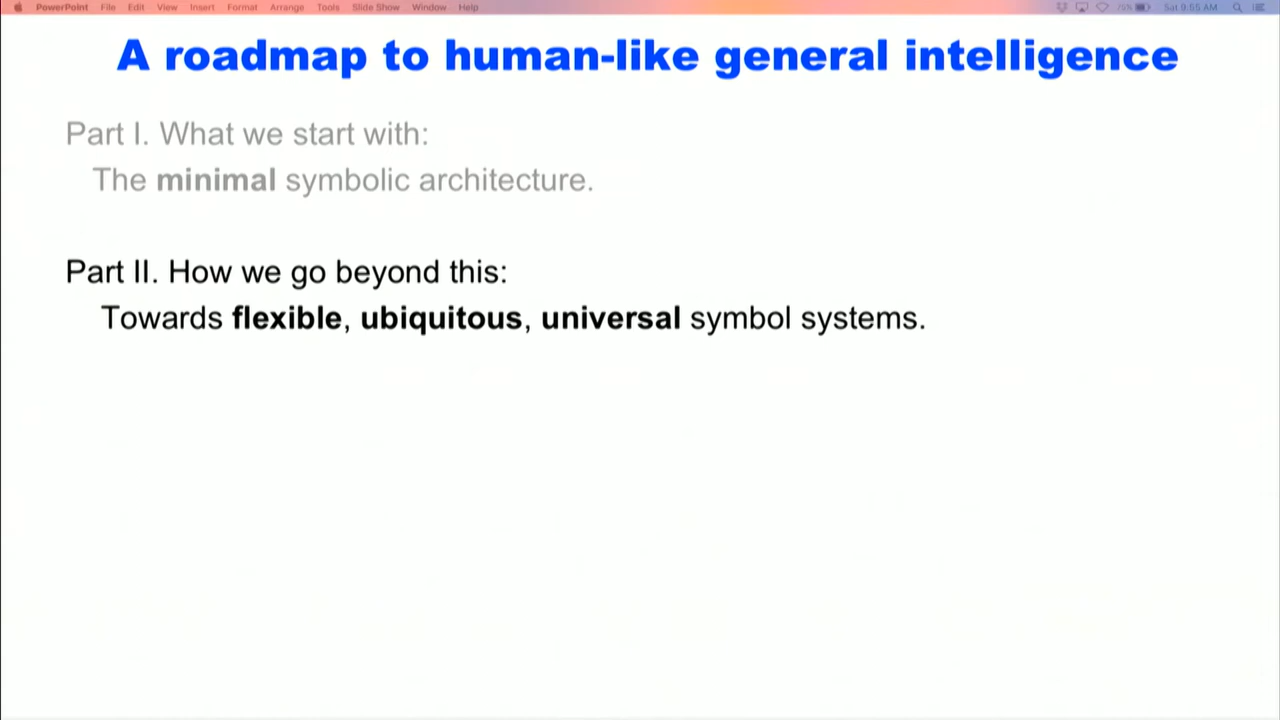 PowerPoint File Edit View Insert Format Arrange Tools Slide Show Window Help 75% Sat 9:55 AM
A roadmap to human-like general intelligence
Part I. What we start with:
The minimal symbolic architecture.
Part II. How we go beyond this:
Towards flexible, ubiquitous, universal symbol systems.